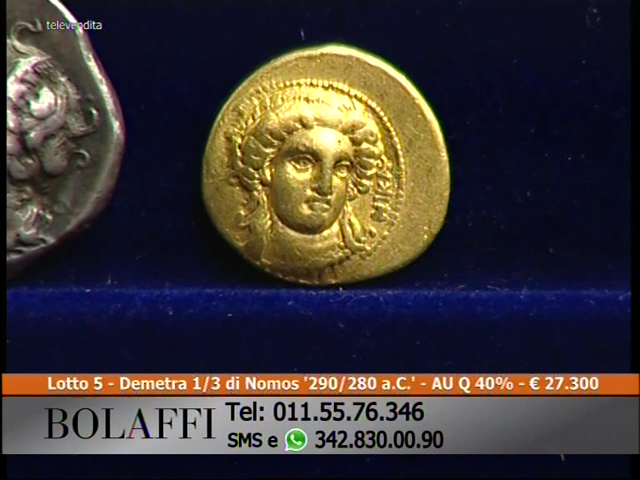 televendita
Lotto 5 - Demetra 1/3 di Nomos '290/280 a.C.' - AU Q 40% - € 27.300
BOLAFFI
Tel: 011.55.76.346
SMS e 342.830.00.90